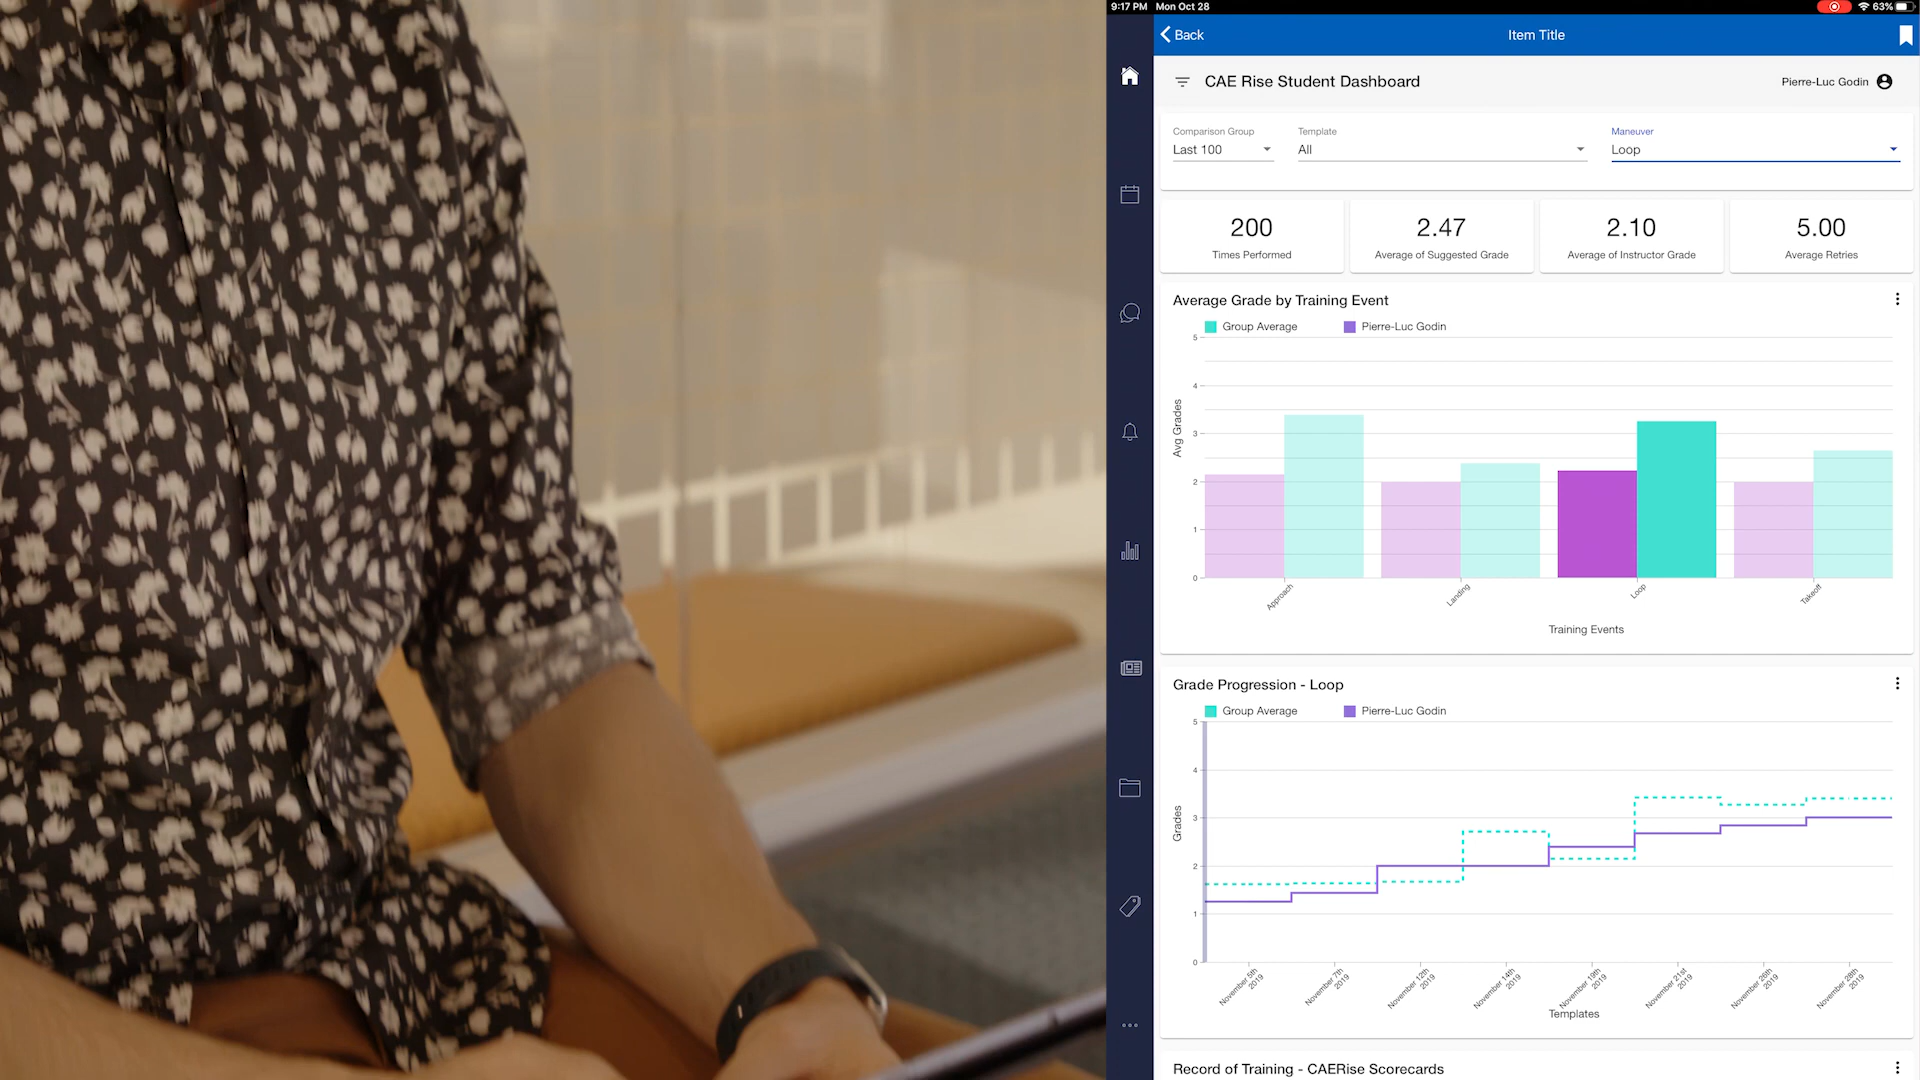 9:17 PM Mon Oct 28 63%
Back Item Title
CAE Rise Student Dashboard Pierre-Luc Godin
Comparison Group Template Maneuver
Last 100 All Loop
200 2.47 2.10 5.00
Times Performed Average of Suggested Grade Average of Instructor Grade Average Retries
Average Grade by Training Event
Group Average Pierre-Luc Godin
5
4
3
2
1
0
Avg Grades
Approach Landing Loop Takeoff
Training Events
Grade Progression - Loop
Group Average Pierre-Luc Godin
5
4
3
2
1
0
Grades
November 5th 2019
November 7th 2019
November 12th 2019
November 14th 2019
November 19th 2019
November 21st 2019
November 26th 2019
November 28th 2019
Templates
Record of Training - CAERise Scorecards